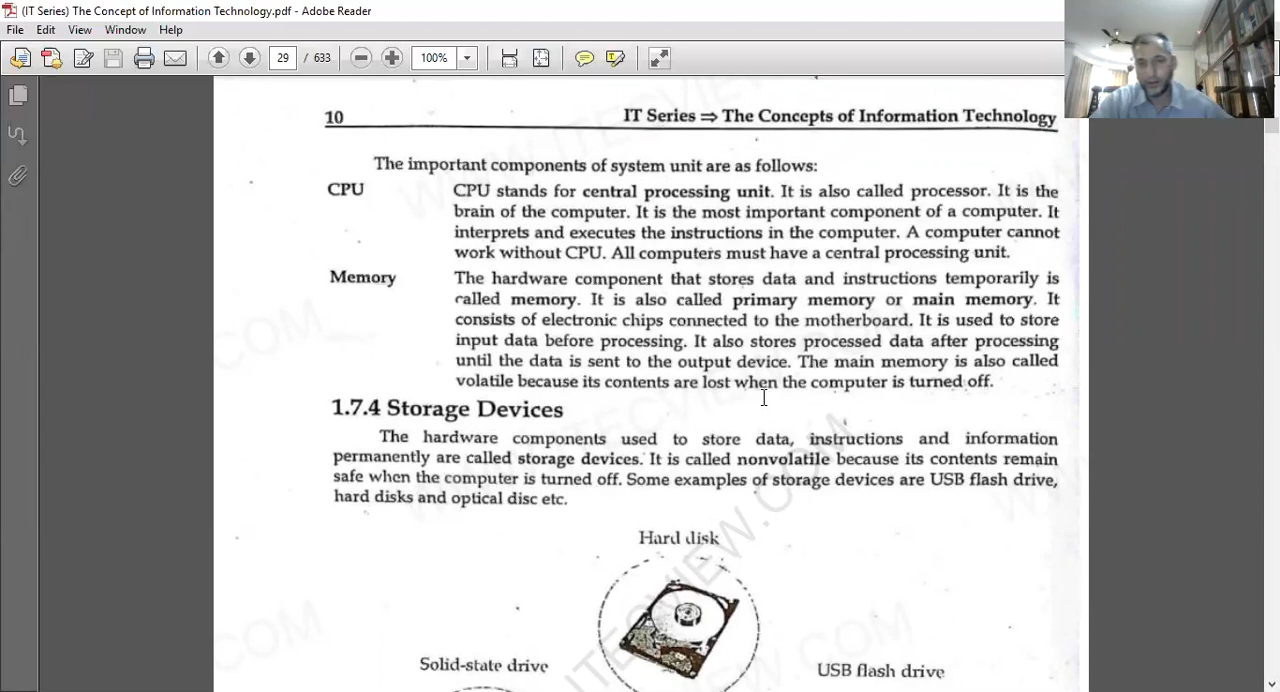 (IT Series) The Concept of Information Technology.pdf - Adobe Reader
File Edit View Window Help
29 / 633 100%
10 IT Series ⇒ The Concepts of Information Technology
The important components of system unit are as follows:
CPU CPU stands for central processing unit. It is also called processor. It is the
brain of the computer. It is the most important component of a computer. It
interprets and executes the instructions in the computer. A computer cannot
work without CPU. All computers must have a central processing unit.
Memory The hardware component that stores data and instructions temporarily is
called memory. It is also called primary memory or main memory. It
consists of electronic chips connected to the motherboard. It is used to store
input data before processing. It also stores processed data after processing
until the data is sent to the output device. The main memory is also called
volatile because its contents are lost when the computer is turned off.
1.7.4 Storage Devices
The hardware components used to store data, instructions and information
permanently are called storage devices. It is called nonvolatile because its contents remain
safe when the computer is turned off. Some examples of storage devices are USB flash drive,
hard disks and optical disc etc.
Hard disk
Solid-state drive USB flash drive